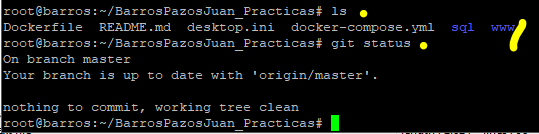 root@barros:~/BarrosPazosJuan_Practicas# ls
Dockerfile README.md desktop.ini docker-compose.yml sql www
root@barros:~/BarrosPazosJuan_Practicas# git status
On branch master
Your branch is up to date with 'origin/master'.
nothing to commit, working tree clean
root@barros:~/BarrosPazosJuan_Practicas#